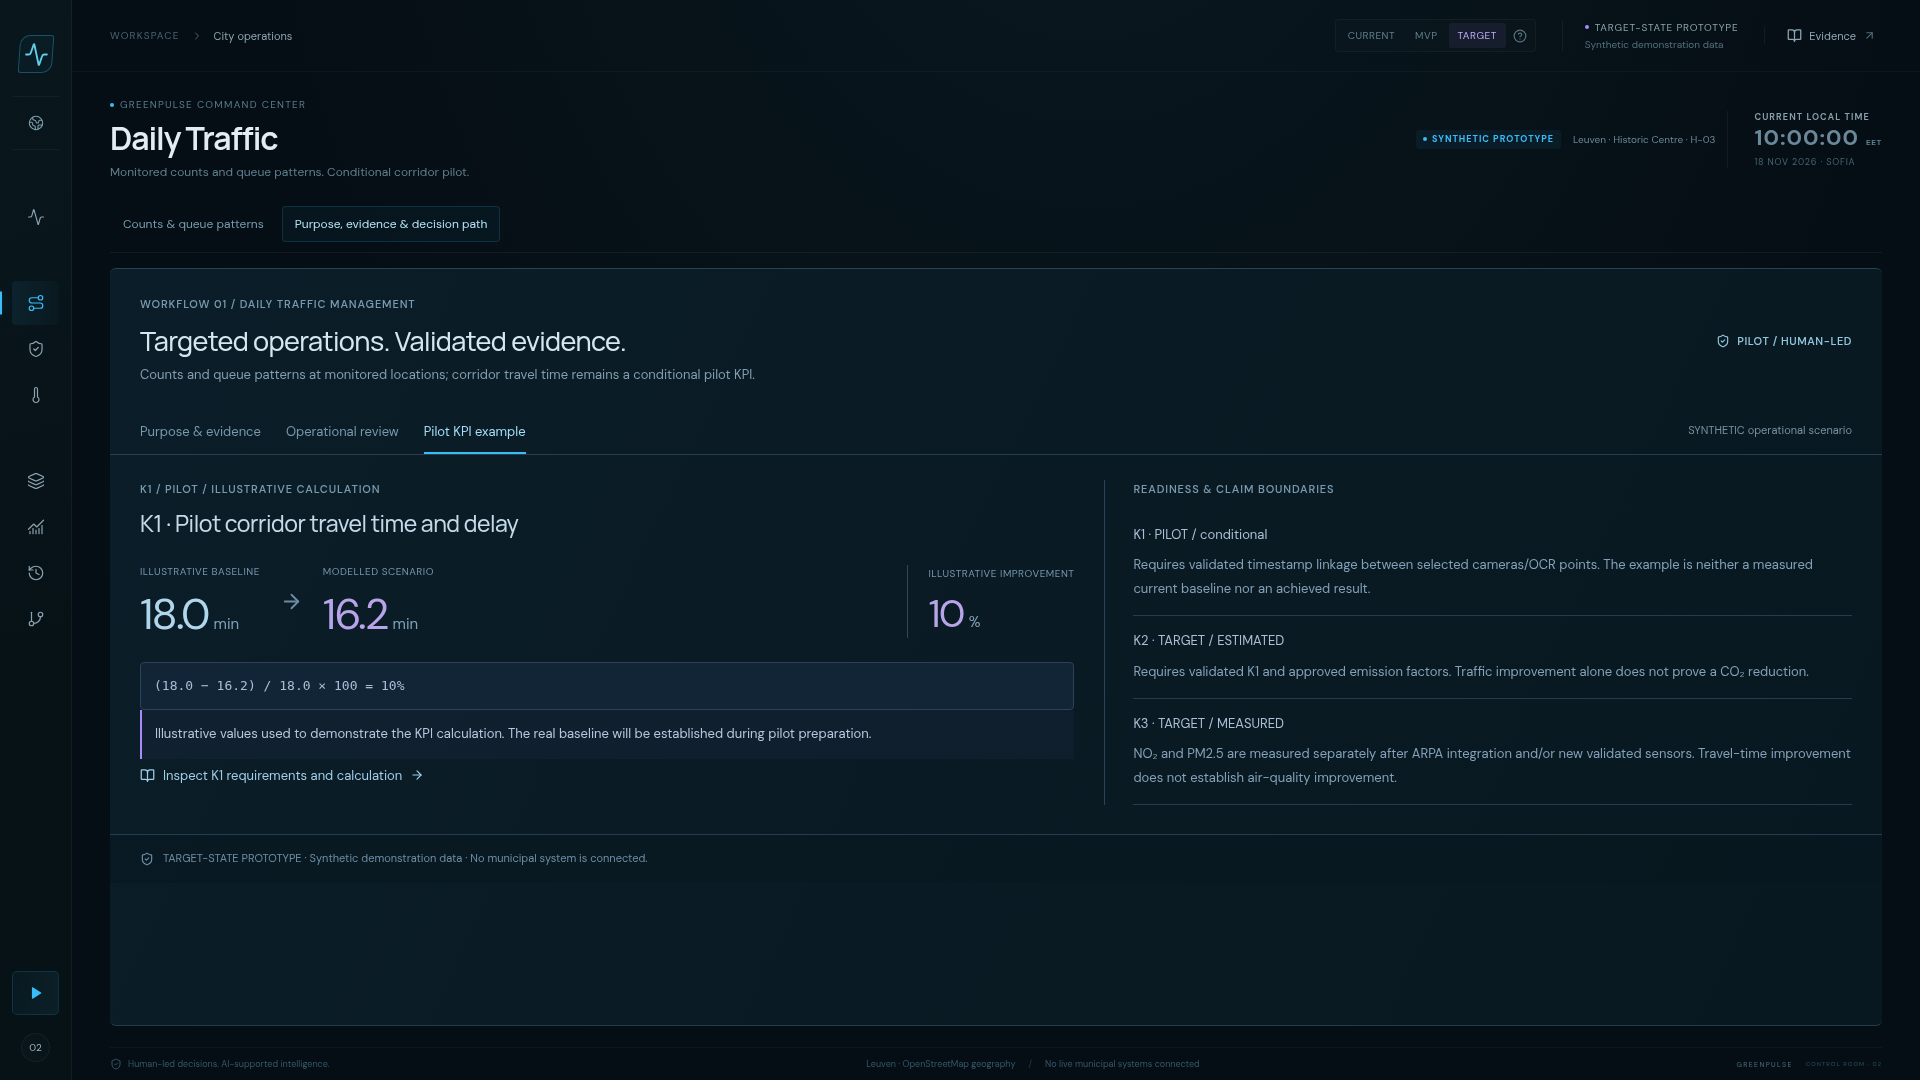 WORKSPACE
City operations
CURRENT MVP TARGET
TARGET-STATE PROTOTYPE
Synthetic demonstration data
Evidence
GREENPULSE COMMAND CENTER
Daily Traffic
Monitored counts and queue patterns. Conditional corridor pilot.
SYNTHETIC PROTOTYPE
Leuven · Historic Centre · H-03
CURRENT LOCAL TIME
10:00:00 EET
18 NOV 2026 · SOFIA
Counts & queue patterns
Purpose, evidence & decision path
WORKFLOW 01 / DAILY TRAFFIC MANAGEMENT
Targeted operations. Validated evidence.
Counts and queue patterns at monitored locations; corridor travel time remains a conditional pilot KPI.
PILOT / HUMAN-LED
Purpose & evidence
Operational review
Pilot KPI example
SYNTHETIC operational scenario
K1 / PILOT / ILLUSTRATIVE CALCULATION
K1 · Pilot corridor travel time and delay
ILLUSTRATIVE BASELINE
18.0 min
MODELLED SCENARIO
16.2 min
ILLUSTRATIVE IMPROVEMENT
10 %
(18.0 − 16.2) / 18.0 × 100 = 10%
Illustrative values used to demonstrate the KPI calculation. The real baseline will be established during pilot preparation.
Inspect K1 requirements and calculation
READINESS & CLAIM BOUNDARIES
K1 · PILOT / conditional
Requires validated timestamp linkage between selected cameras/OCR points. The example is neither a measured
current baseline nor an achieved result.
K2 · TARGET / ESTIMATED
Requires validated K1 and approved emission factors. Traffic improvement alone does not prove a CO₂ reduction.
K3 · TARGET / MEASURED
NO₂ and PM2.5 are measured separately after ARPA integration and/or new validated sensors. Travel-time improvement
does not establish air-quality improvement.
TARGET-STATE PROTOTYPE · Synthetic demonstration data · No municipal system is connected.
02
Human-led decisions. AI-supported intelligence.
Leuven · OpenStreetMap geography / No live municipal systems connected
GREENPULSE CONTROL ROOM · 02